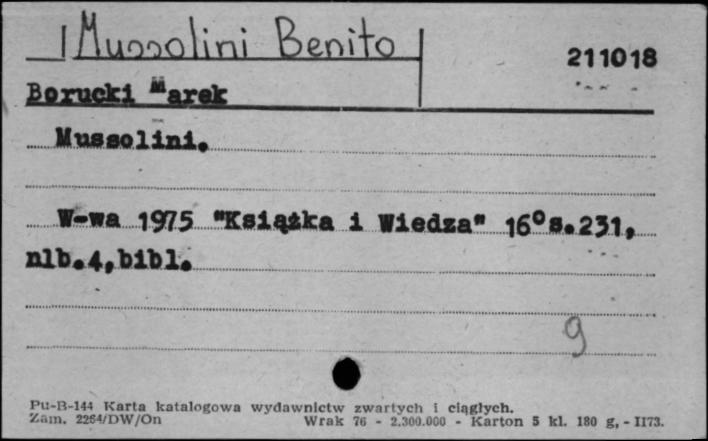 Mussolini Benito
211018
Borucki Marek
Mussolini.
W-wa 1975 "Książka i Wiedza" 16° s.231,
nlb.4,bibl.
9
Pu-B-144 Karta katalogowa wydawnictw zwartych i ciągłych.
Zam. 2264/DW/On Wrak 76 - 2.300.000 - Karton 5 kl. 180 g, - II73.